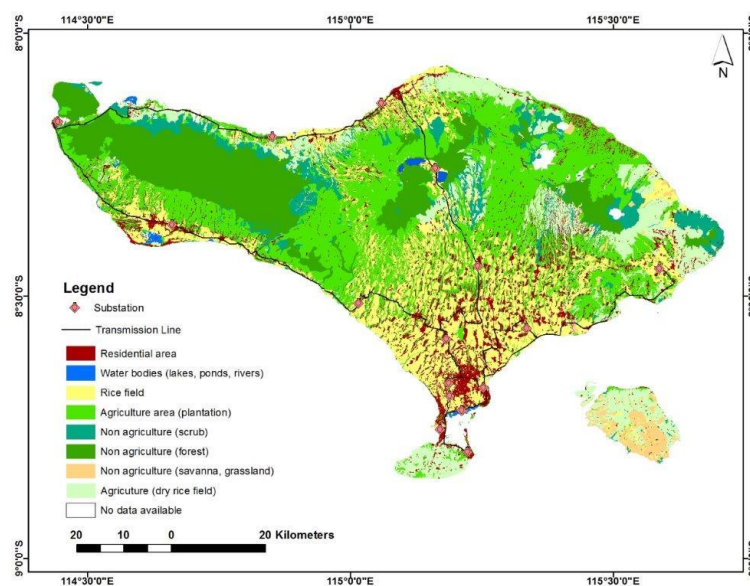 114°30'0"E 115°0'0"E 115°30'0"E
8°0'0"S
N
8°30'0"S
Legend
Substation
Transmission Line
Residential area
Water bodies (lakes, ponds, rivers)
Rice field
Agriculture area (plantation)
Non agriculture (scrub)
Non agriculture (forest)
Non agriculture (savanna, grassland)
Agricuture (dry rice field)
No data available
20 10 0 20 Kilometers
9°0'0"S
114°30'0"E 115°0'0"E 115°30'0"E